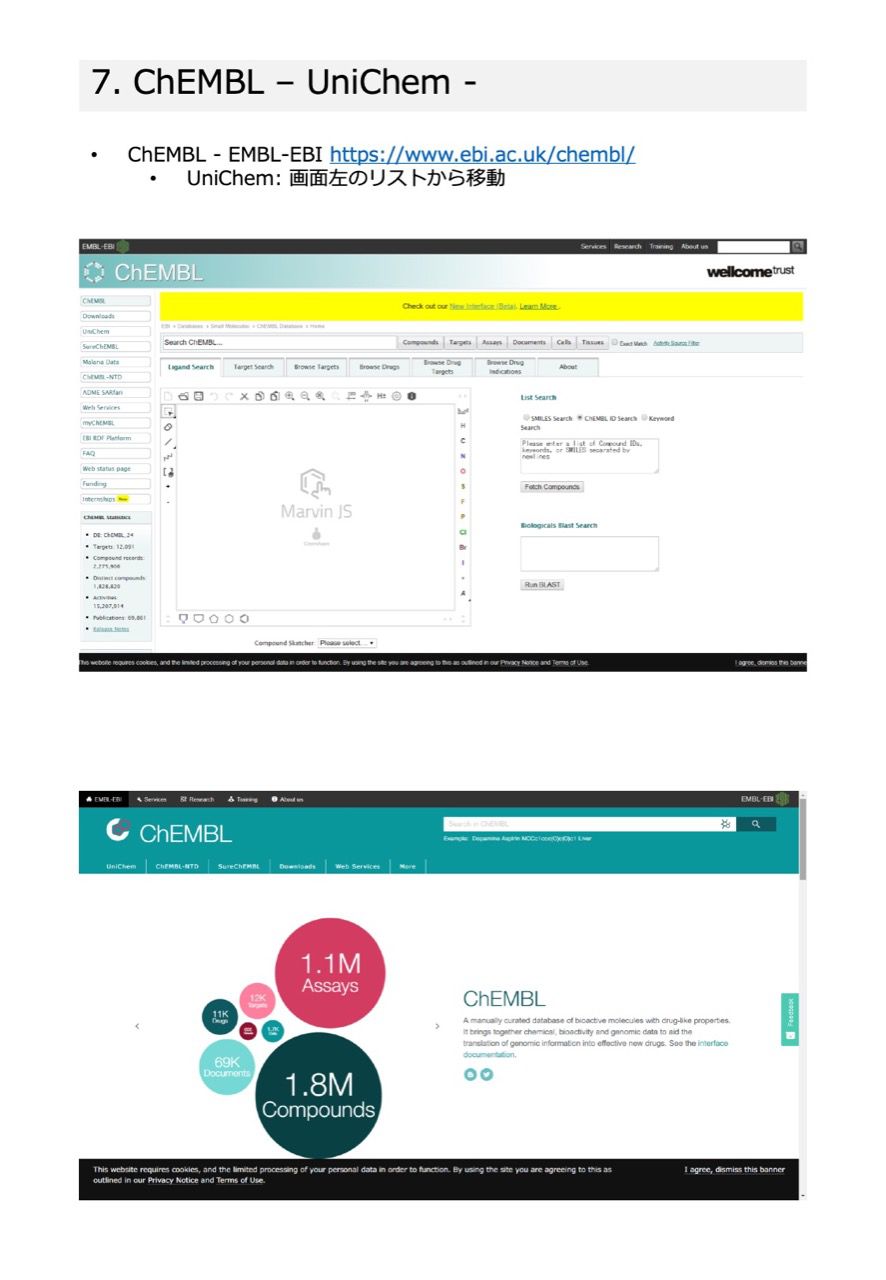 7. ChEMBL – UniChem -
• ChEMBL - EMBL-EBI https://www.ebi.ac.uk/chembl/
• UniChem: 画面左のリストから移動
EMBL-EBI
Services Research Training About us
ChEMBL
wellcometrust
ChEMBL
Downloads
UniChem
SureChEMBL
Malaria Data
ChEMBL-NTD
ADME SARfari
Web Services
myChEMBL
EBI RDF Platform
FAQ
Web status page
Funding
Internships New
ChEMBL Statistics
• DB: ChEMBL_24
• Targets: 12,091
• Compound records:
2,275,906
• Distinct compounds:
1,828,820
• Activities:
15,207,914
• Publications: 69,861
• Release Notes
Check out our New Interface (Beta). Learn More.
EBI > Databases > Small Molecules > ChEMBL Database > Home
Search ChEMBL... Compounds Targets Assays Documents Cells Tissues Exact Match Activity Source Filter
Ligand Search Target Search Browse Targets Browse Drugs Browse Drug Targets Browse Drug Indications About
H
C
N
O
S
F
P
Cl
Br
I
*
A
Marvin JS
ChemAxon
Compound Sketcher: Please select...
List Search
SMILES Search ChEMBL ID Search Keyword
Search
Please enter a list of Compound IDs,
keywords, or SMILES separated by
newlines
Fetch Compounds
Biologicals Blast Search
Run BLAST
This website requires cookies, and the limited processing of your personal data in order to function. By using the site you are agreeing to this as outlined in our Privacy Notice and Terms of Use. I agree, dismiss this banne
EMBL-EBI Services Research Training About us EMBL-EBI
ChEMBL
Search in ChEMBL
UniChem ChEMBL-NTD SureChEMBL Downloads Web Services More
1.1M
Assays
12K
Targets
11K
Drugs
69K
Documents
1.8M
Compounds
ChEMBL
A manually curated database of bioactive molecules with drug-like properties.
It brings together chemical, bioactivity and genomic data to aid the
translation of genomic information into effective new drugs. See the interface
documentation.
Feedback
This website requires cookies, and the limited processing of your personal data in order to function. By using the site you are agreeing to this as
outlined in our Privacy Notice and Terms of Use.
I agree, dismiss this banner